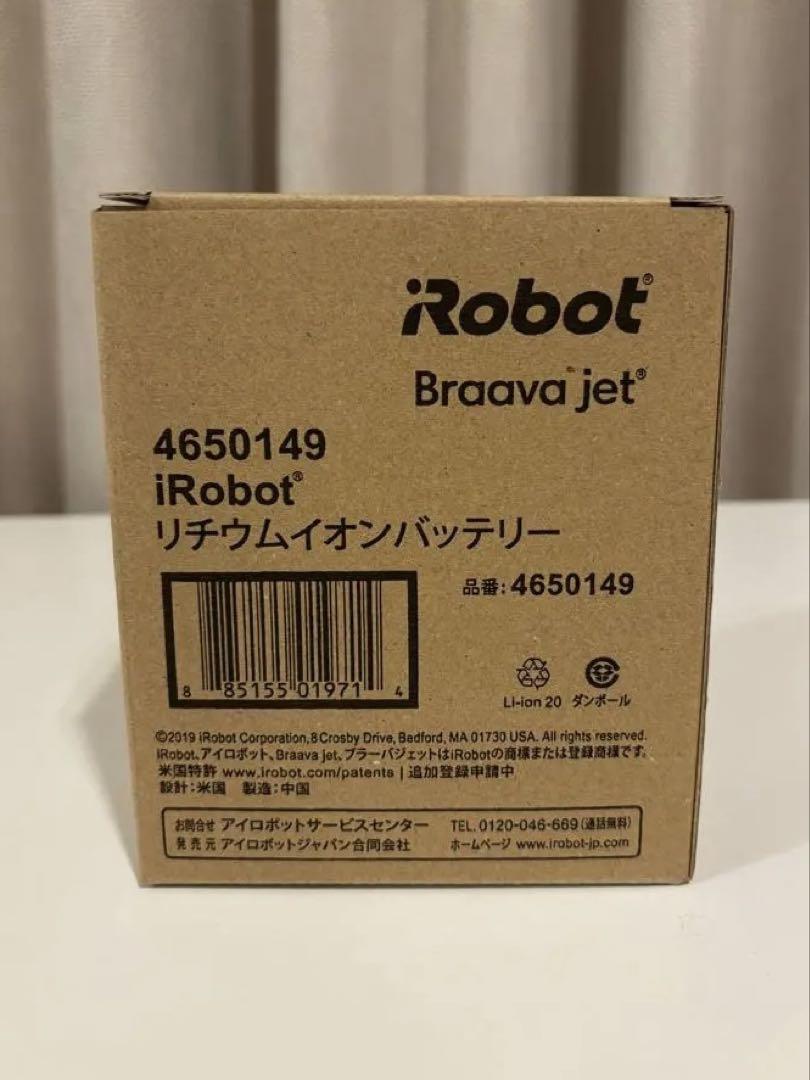 iRobot®
Braava jet®
4650149
iRobot®
リチウムイオンバッテリー
品番:4650149
8 85155 01971 4
Li-ion 20 ダンボール
©2019 iRobot Corporation, 8 Crosby Drive, Bedford, MA 01730 USA. All rights reserved.
iRobot、アイロボット、Braava jet、ブラーバジェットはiRobotの商標または登録商標です。
米国特許 www.irobot.com/patents | 追加登録申請中
設計:米国 製造:中国
お問合せ アイロボットサービスセンター TEL. 0120-046-669(通話無料)
発売元 アイロボットジャパン合同会社 ホームページ www.irobot-jp.com